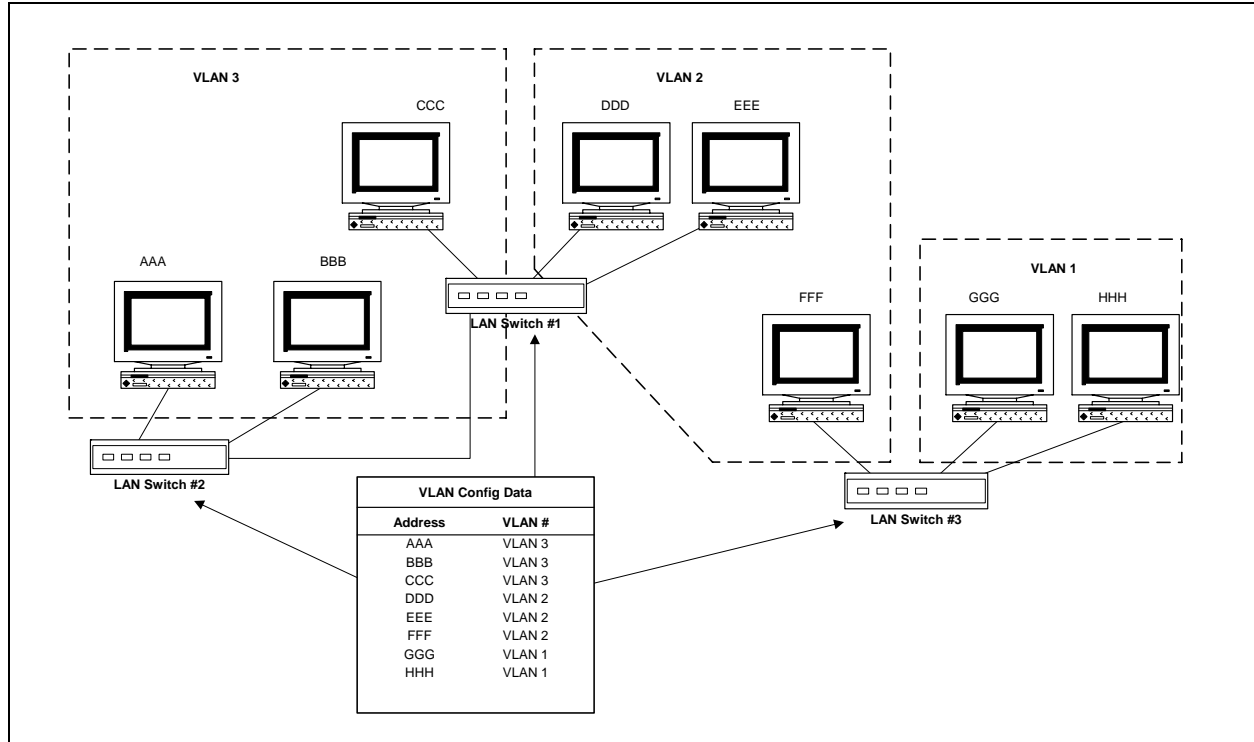 VLAN 3
VLAN 2
CCC
DDD
EEE
AAA
BBB
VLAN 1
FFF
GGG
HHH
LAN Switch #1
LAN Switch #2
LAN Switch #3
VLAN Config Data
Address VLAN #
AAA VLAN 3
BBB VLAN 3
CCC VLAN 3
DDD VLAN 2
EEE VLAN 2
FFF VLAN 2
GGG VLAN 1
HHH VLAN 1